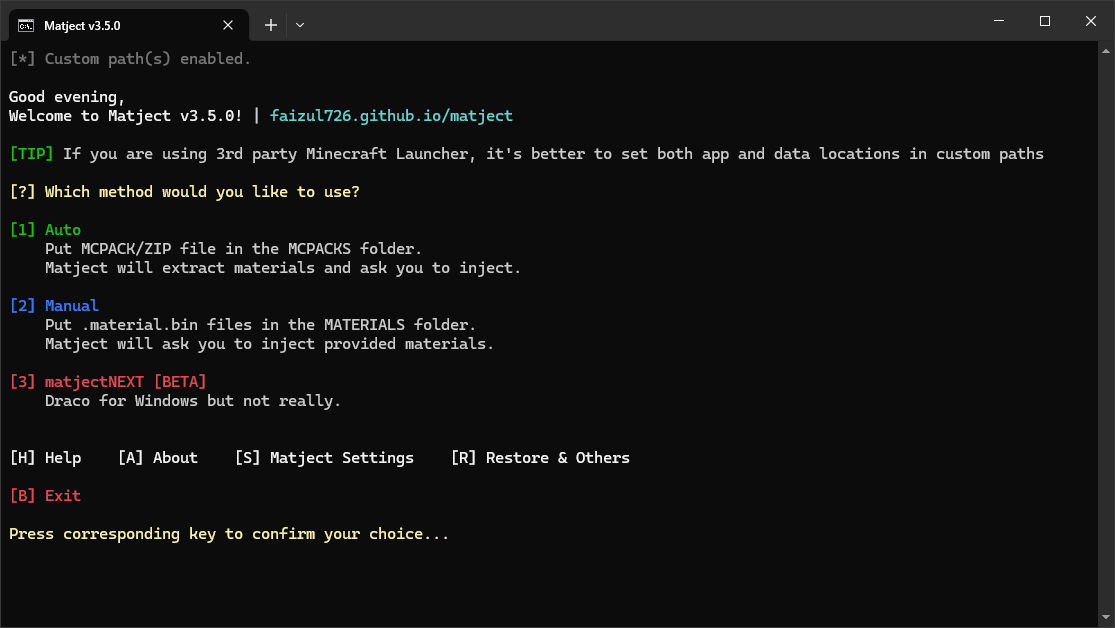 Matject v3.5.0
[*] Custom path(s) enabled.
Good evening,
Welcome to Matject v3.5.0! | faizul726.github.io/matject
[TIP] If you are using 3rd party Minecraft Launcher, it's better to set both app and data locations in custom paths
[?] Which method would you like to use?
[1] Auto
Put MCPACK/ZIP file in the MCPACKS folder.
Matject will extract materials and ask you to inject.
[2] Manual
Put .material.bin files in the MATERIALS folder.
Matject will ask you to inject provided materials.
[3] matjectNEXT [BETA]
Draco for Windows but not really.
[H] Help    [A] About    [S] Matject Settings    [R] Restore & Others
[B] Exit
Press corresponding key to confirm your choice...